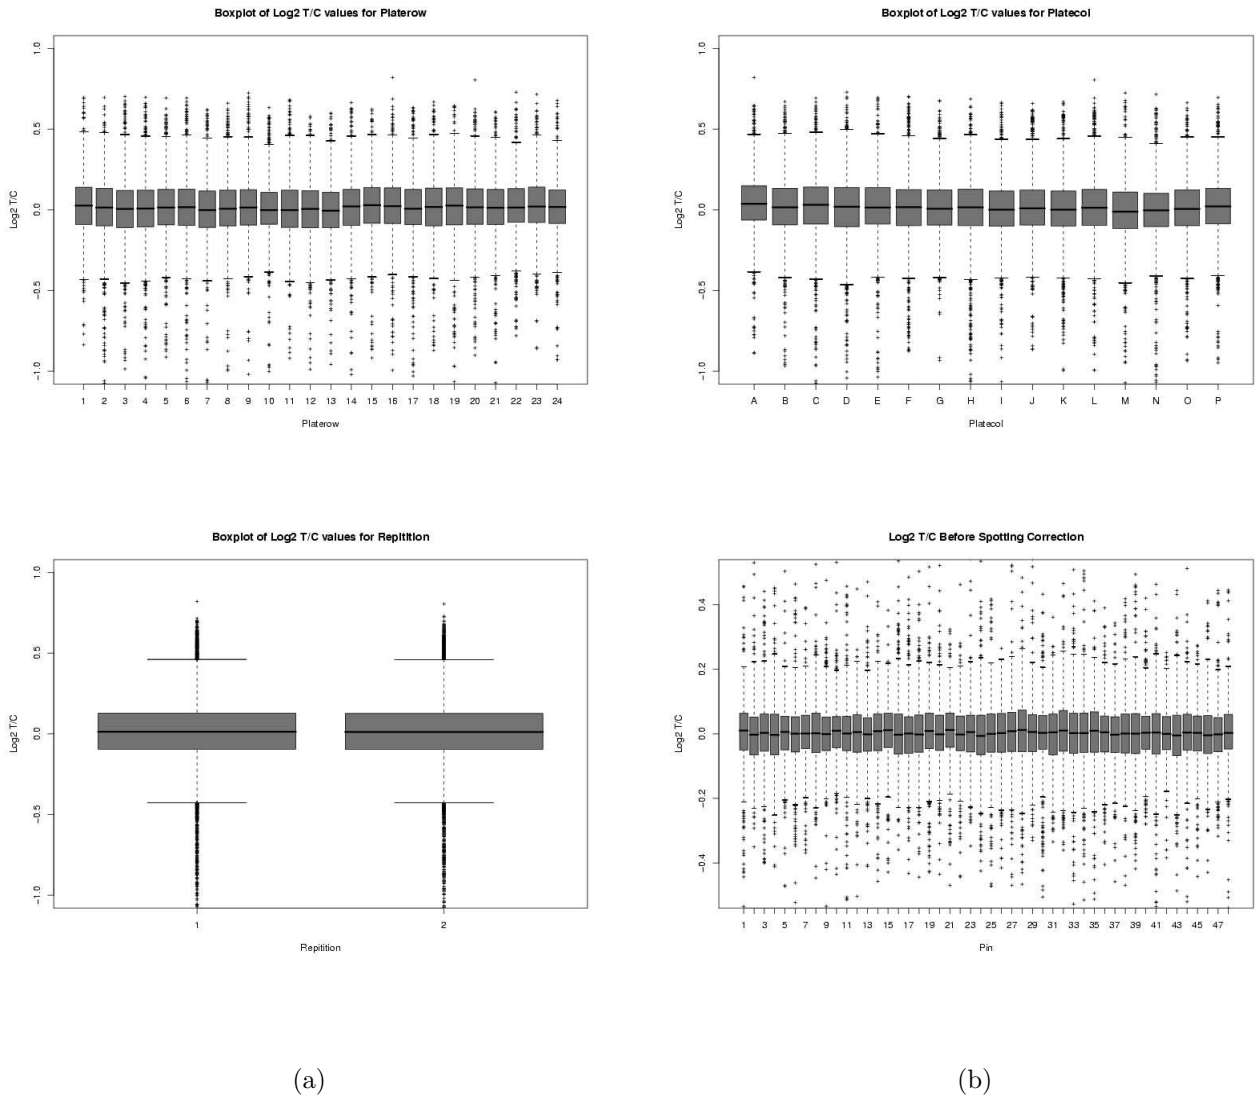 Boxplot of Log2 T/C values for Platerow
1.0
0.5
0.0
−0.5
−1.0
Log2 T/C
1 2 3 4 5 6 7 8 9 10 11 12 13 14 15 16 17 18 19 20 21 22 23 24
Platerow
Boxplot of Log2 T/C values for Platecol
1.0
0.5
0.0
−0.5
−1.0
Log2 T/C
A B C D E F G H I J K L M N O P
Platecol
Boxplot of Log2 T/C values for Repitition
1.0
0.5
0.0
−0.5
−1.0
Log2 T/C
1 2
Repitition
Log2 T/C Before Spotting Correction
0.4
0.2
0.0
−0.2
−0.4
Log2 T/C
1 3 5 7 9 11 13 15 17 19 21 23 25 27 29 31 33 35 37 39 41 43 45 47
Pin
(a)
(b)